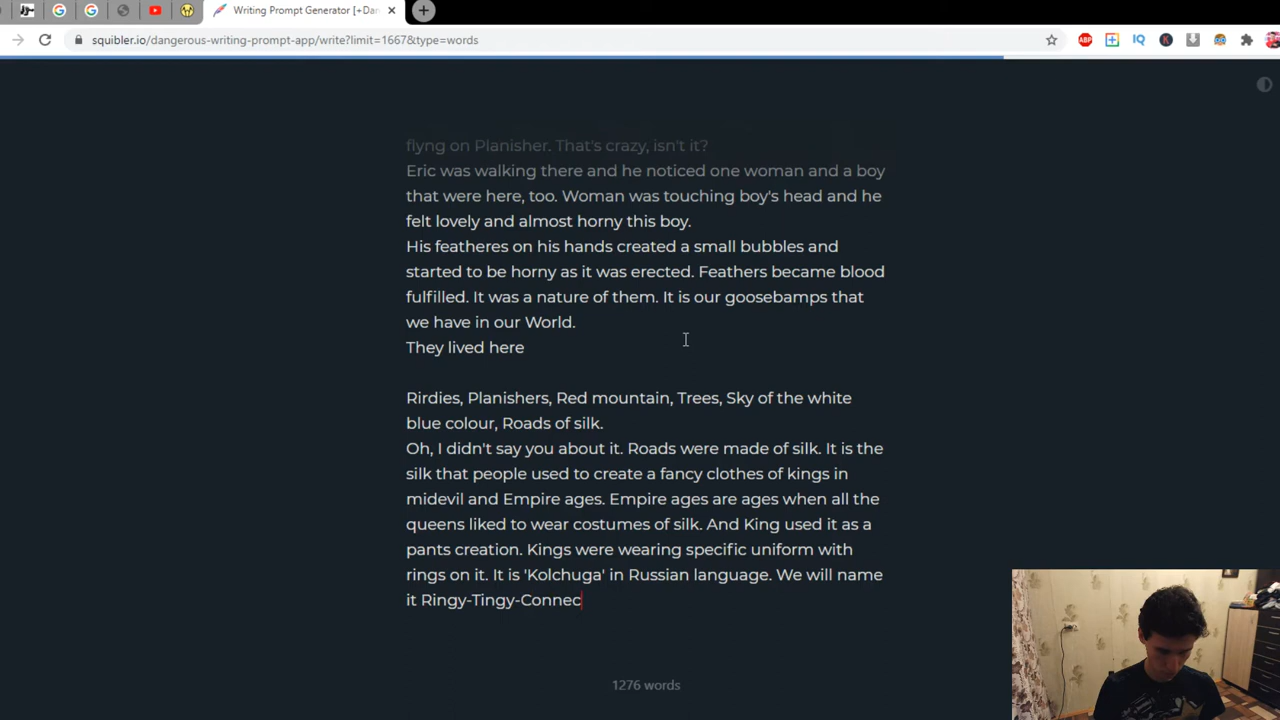 Writing Prompt Generator [+Dan
squibler.io/dangerous-writing-prompt-app/write?limit=1667&type=words
ABP
IQ
K
flyng on Planisher. That's crazy, isn't it?
Eric was walking there and he noticed one woman and a boy
that were here, too. Woman was touching boy's head and he
felt lovely and almost horny this boy.
His featheres on his hands created a small bubbles and
started to be horny as it was erected. Feathers became blood
fulfilled. It was a nature of them. It is our goosebamps that
we have in our World.
They lived here
Rirdies, Planishers, Red mountain, Trees, Sky of the white
blue colour, Roads of silk.
Oh, I didn't say you about it. Roads were made of silk. It is the
silk that people used to create a fancy clothes of kings in
midevil and Empire ages. Empire ages are ages when all the
queens liked to wear costumes of silk. And King used it as a
pants creation. Kings were wearing specific uniform with
rings on it. It is 'Kolchuga' in Russian language. We will name
it Ringy-Tingy-Connec
1276 words